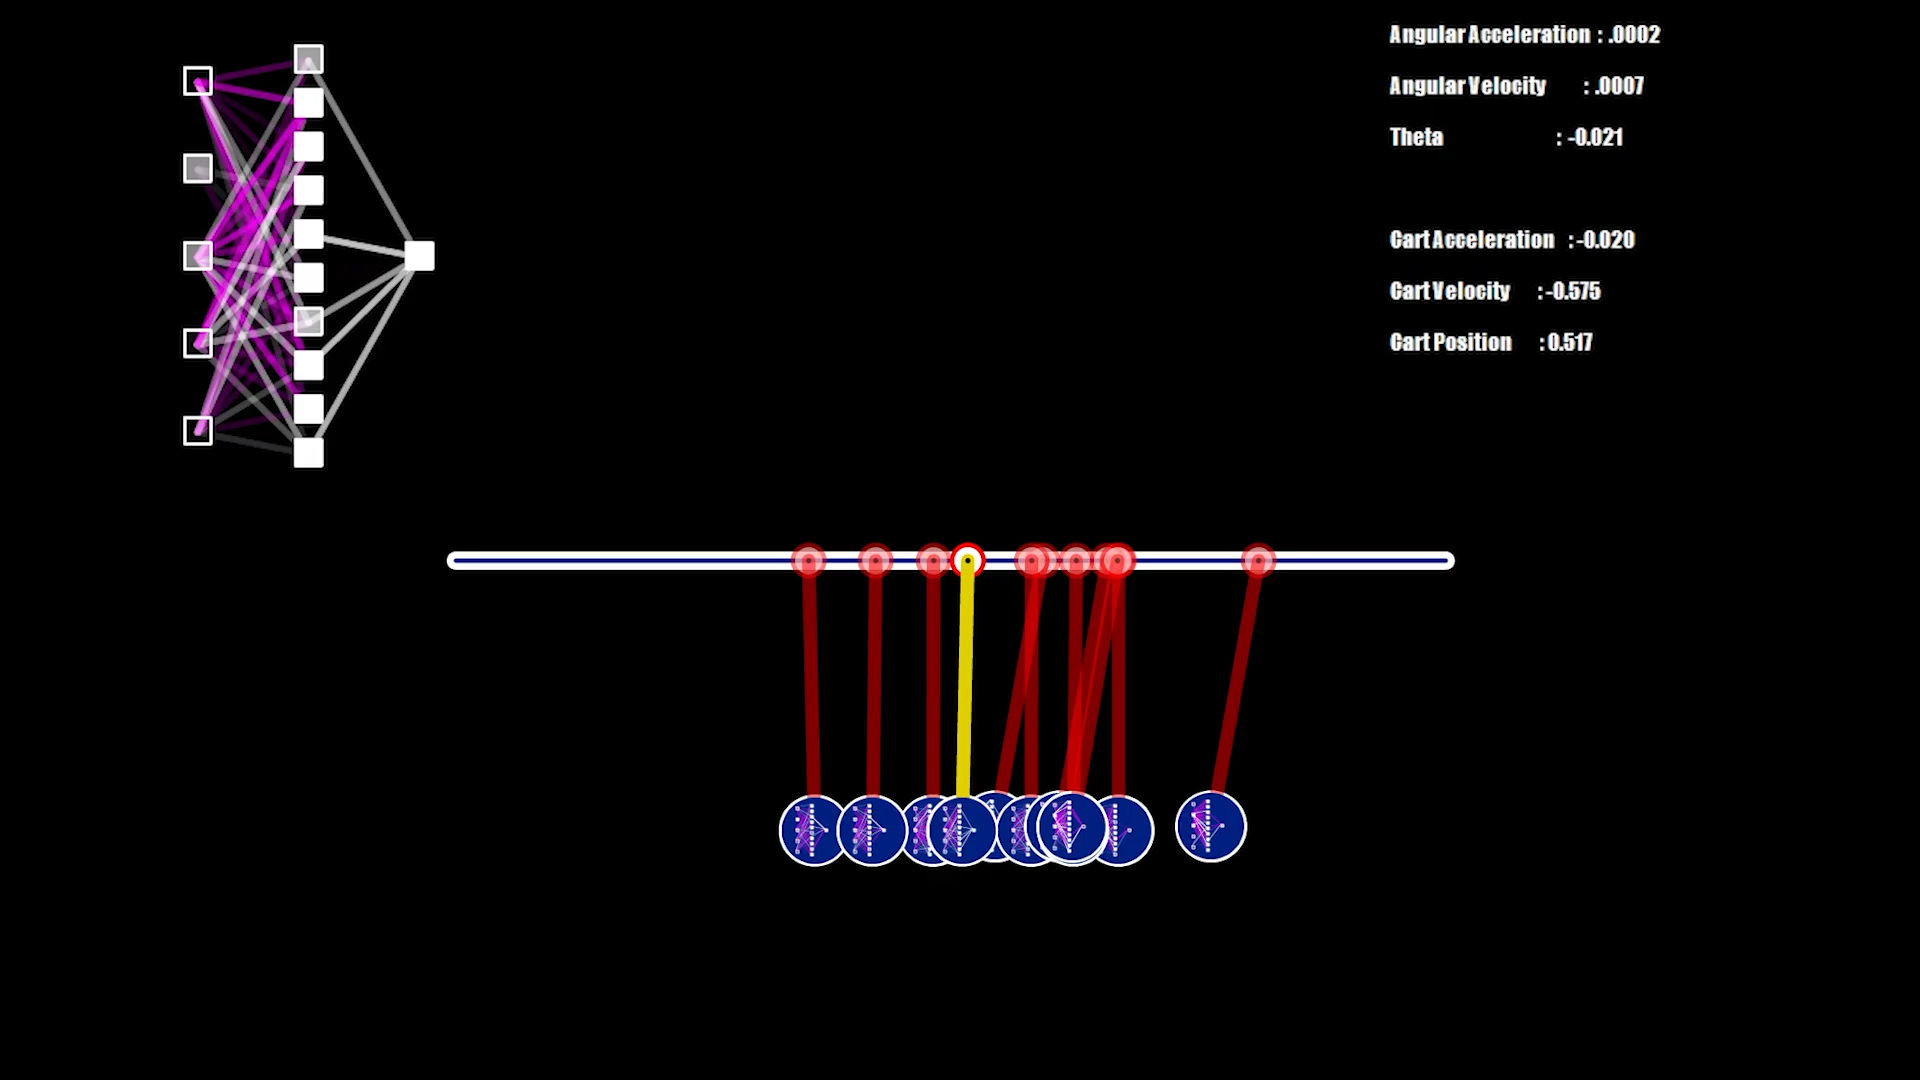 Angular Acceleration : .0002
Angular Velocity : .0007
Theta : -0.021
Cart Acceleration : -0.020
Cart Velocity : -0.575
Cart Position : 0.517